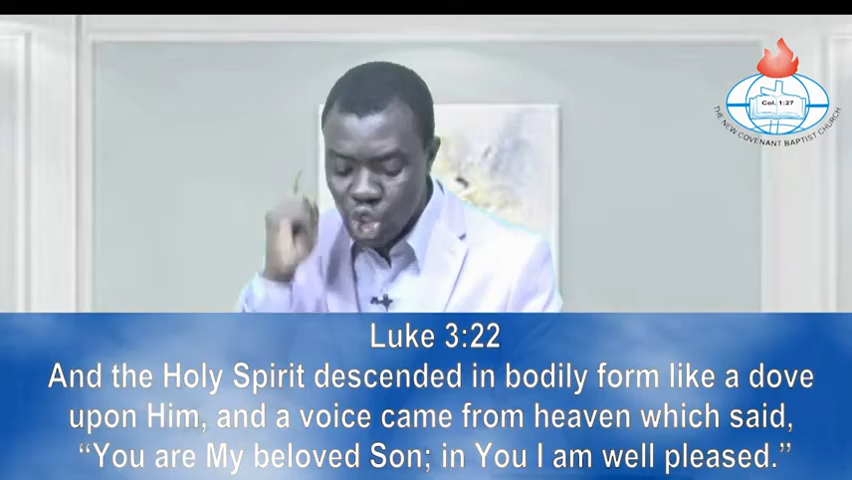 Col. 1:27
THE NEW COVENANT BAPTIST CHURCH
Luke 3:22
And the Holy Spirit descended in bodily form like a dove
upon Him, and a voice came from heaven which said,
“You are My beloved Son; in You I am well pleased.”